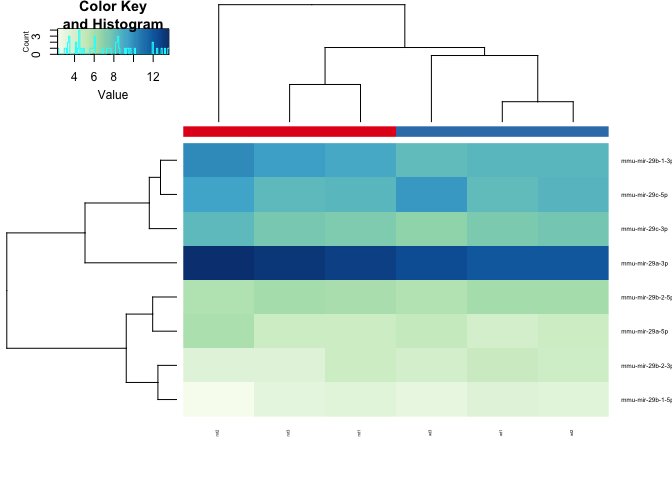 Color Key
and Histogram
Count
0 3
4 6 8 12
Value
mmu-mir-29b-1-3p
mmu-mir-29c-5p
mmu-mir-29c-3p
mmu-mir-29a-3p
mmu-mir-29b-2-5p
mmu-mir-29a-5p
mmu-mir-29b-2-3p
mmu-mir-29b-1-5p